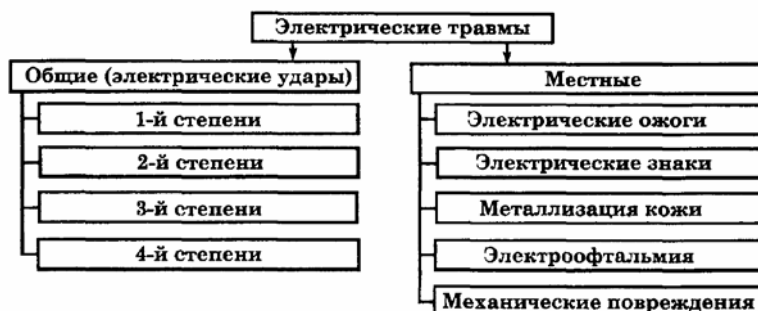 Электрические травмы
Общие (электрические удары)
1-й степени
2-й степени
3-й степени
4-й степени
Местные
Электрические ожоги
Электрические знаки
Металлизация кожи
Электроофтальмия
Механические повреждения